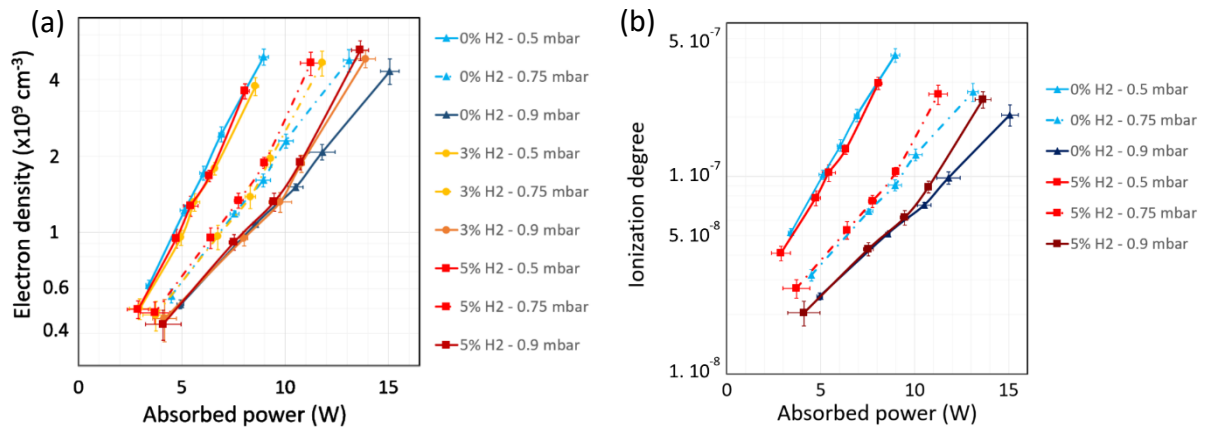 (a)
Electron density (x10⁹ cm⁻³)
4
2
1
0.6
0.4
0
5
10
15
Absorbed power (W)
0% H2 - 0.5 mbar
0% H2 - 0.75 mbar
0% H2 - 0.9 mbar
3% H2 - 0.5 mbar
3% H2 - 0.75 mbar
3% H2 - 0.9 mbar
5% H2 - 0.5 mbar
5% H2 - 0.75 mbar
5% H2 - 0.9 mbar
(b)
Ionization degree
5. 10⁻⁷
1. 10⁻⁷
5. 10⁻⁸
1. 10⁻⁸
0
5
10
15
Absorbed power (W)
0% H2 - 0.5 mbar
0% H2 - 0.75 mbar
0% H2 - 0.9 mbar
5% H2 - 0.5 mbar
5% H2 - 0.75 mbar
5% H2 - 0.9 mbar